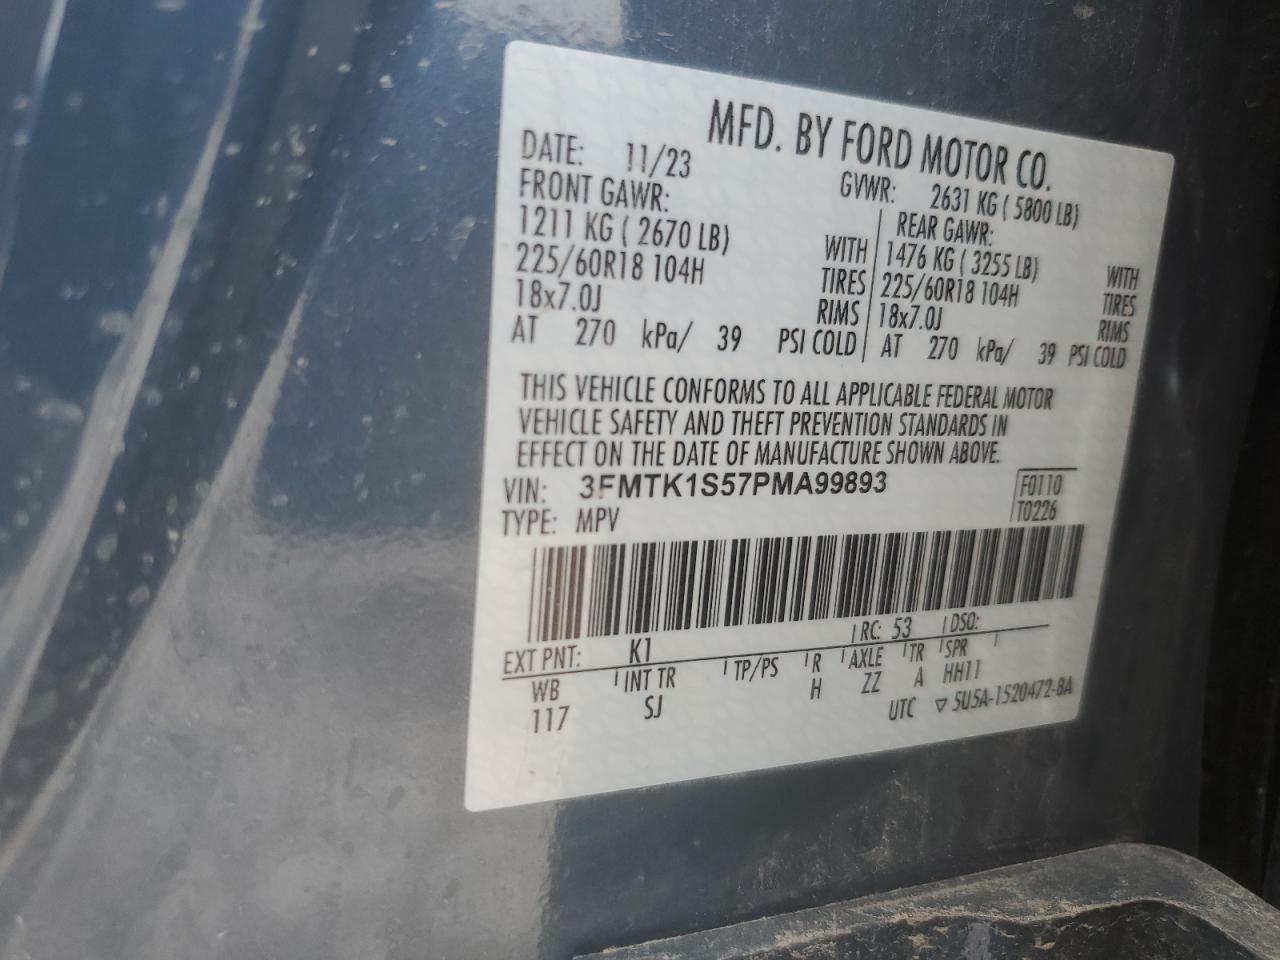 MFD. BY FORD MOTOR CO.
DATE: 11/23 GVWR: 2631 KG ( 5800 LB)
FRONT GAWR: REAR GAWR:
1211 KG ( 2670 LB) WITH 1476 KG ( 3255 LB) WITH
225/60R18 104H TIRES 225/60R18 104H TIRES
18x7.0J RIMS 18x7.0J RIMS
AT 270 kPa/ 39 PSI COLD AT 270 kPa/ 39 PSI COLD
THIS VEHICLE CONFORMS TO ALL APPLICABLE FEDERAL MOTOR
VEHICLE SAFETY AND THEFT PREVENTION STANDARDS IN
EFFECT ON THE DATE OF MANUFACTURE SHOWN ABOVE.
VIN: 3FMTK1S57PMA99893 F0110
TYPE: MPV T0226
EXT PNT: K1 RC: 53 DSO:
WB INT TR TP/PS R AXLE TR SPR
117 SJ H ZZ A HH11
UTC ▽ 5U5A-1520472-BA